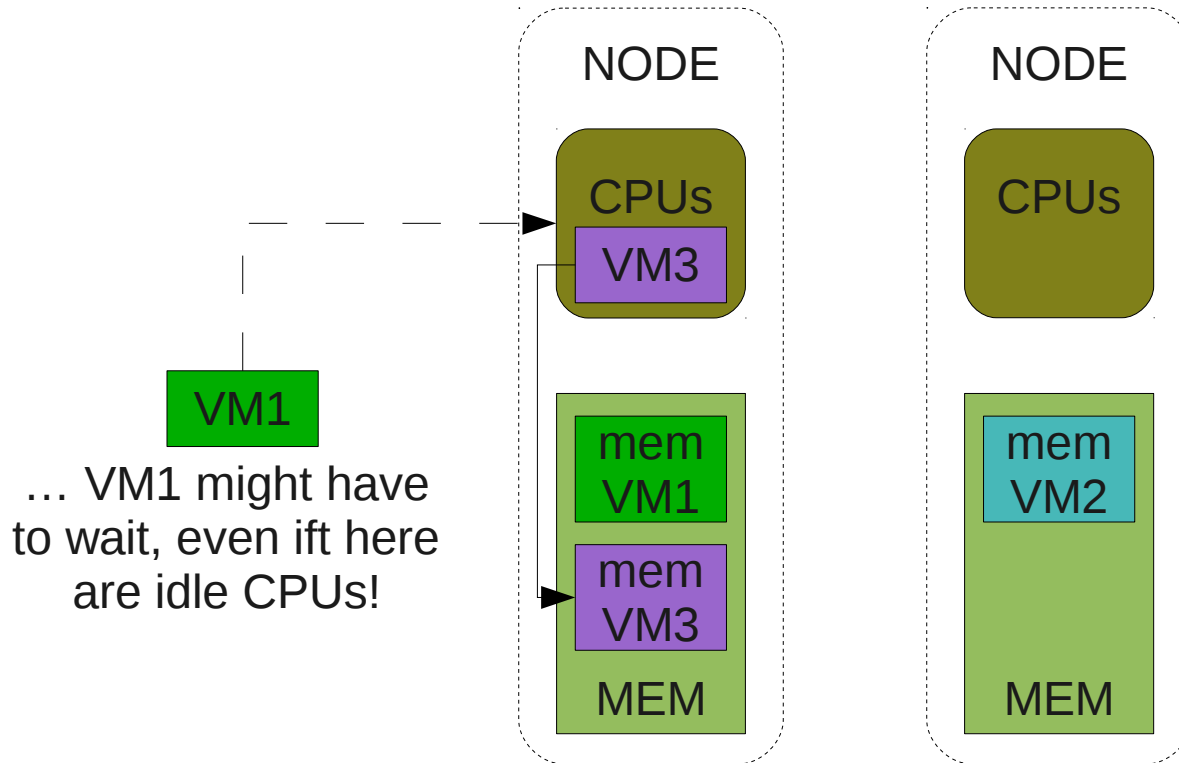 NODE
CPUs
VM3
VM1
… VM1 might have
to wait, even ift here
are idle CPUs!
mem
VM1
mem
VM3
MEM
NODE
CPUs
mem
VM2
MEM